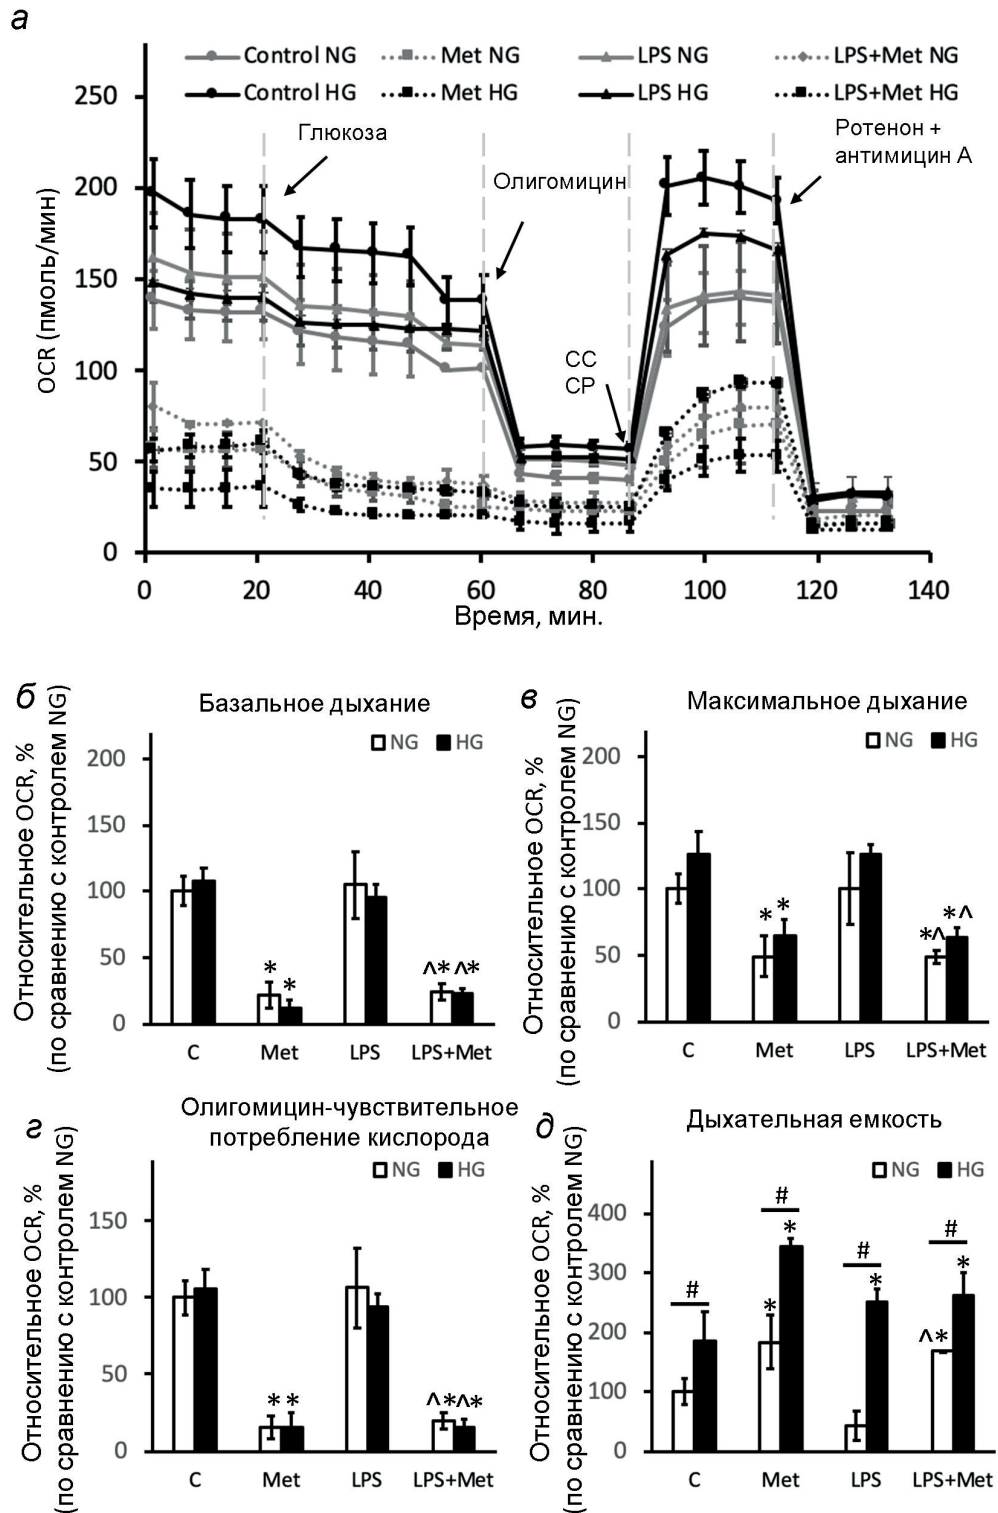 а
Control NG Met NG LPS NG LPS+Met NG
Control HG Met HG LPS HG LPS+Met HG
250
200
150
100
50
0
OCR (пмоль/мин)
Глюкоза
Олигомицин
CC
CP
Ротенон +
антимицин А
0 20 40 60 80 100 120 140
Время, мин.
б
Базальное дыхание
Относительное OCR, %
(по сравнению с контролем NG)
NG HG
200
150
100
50
0
* * ^* ^*
C Met LPS LPS+Met
в
Максимальное дыхание
Относительное OCR, %
(по сравнению с контролем NG)
NG HG
200
150
100
50
0
* * *^ *^
C Met LPS LPS+Met
г
Олигомицин-чувствительное
потребление кислорода
Относительное OCR, %
(по сравнению с контролем NG)
NG HG
150
100
50
0
* * ^*^*
C Met LPS LPS+Met
д
Дыхательная емкость
Относительное OCR, %
(по сравнению с контролем NG)
NG HG
400
300
200
100
0
# # # #
* * * ^* *
C Met LPS LPS+Met